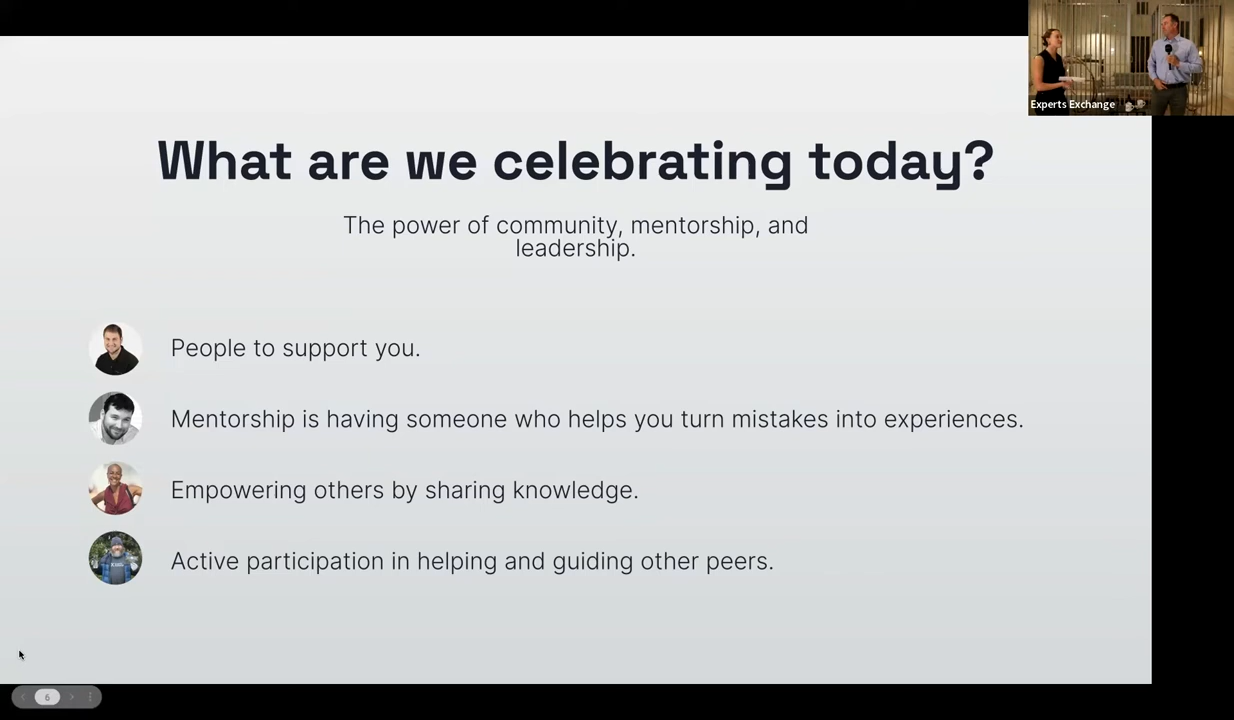 Experts Exchange
What are we celebrating today?
The power of community, mentorship, and
leadership.
People to support you.
Mentorship is having someone who helps you turn mistakes into experiences.
Empowering others by sharing knowledge.
Active participation in helping and guiding other peers.
6